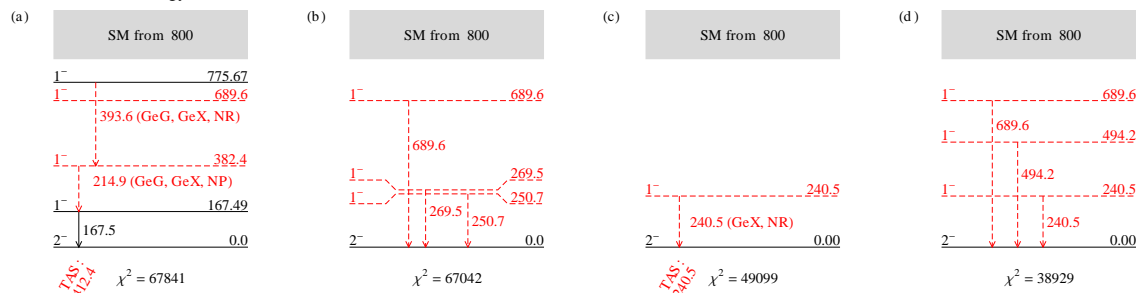 (a)
SM from 800
1⁻ 775.67
1⁻ 689.6
393.6 (GeG, GeX, NR)
1⁻ 382.4
214.9 (GeG, GeX, NP)
1⁻ 167.49
167.5
2⁻ 0.0
TAS:
χ² = 67841
(b)
SM from 800
1⁻ 689.6
689.6
1⁻ 269.5
1⁻ 250.7
269.5
250.7
2⁻ 0.0
χ² = 67042
(c)
SM from 800
1⁻ 240.5
240.5 (GeX, NR)
2⁻ 0.00
TAS:
240.5
χ² = 49099
(d)
SM from 800
1⁻ 689.6
689.6
1⁻ 494.2
494.2
1⁻ 240.5
240.5
2⁻ 0.00
χ² = 38929